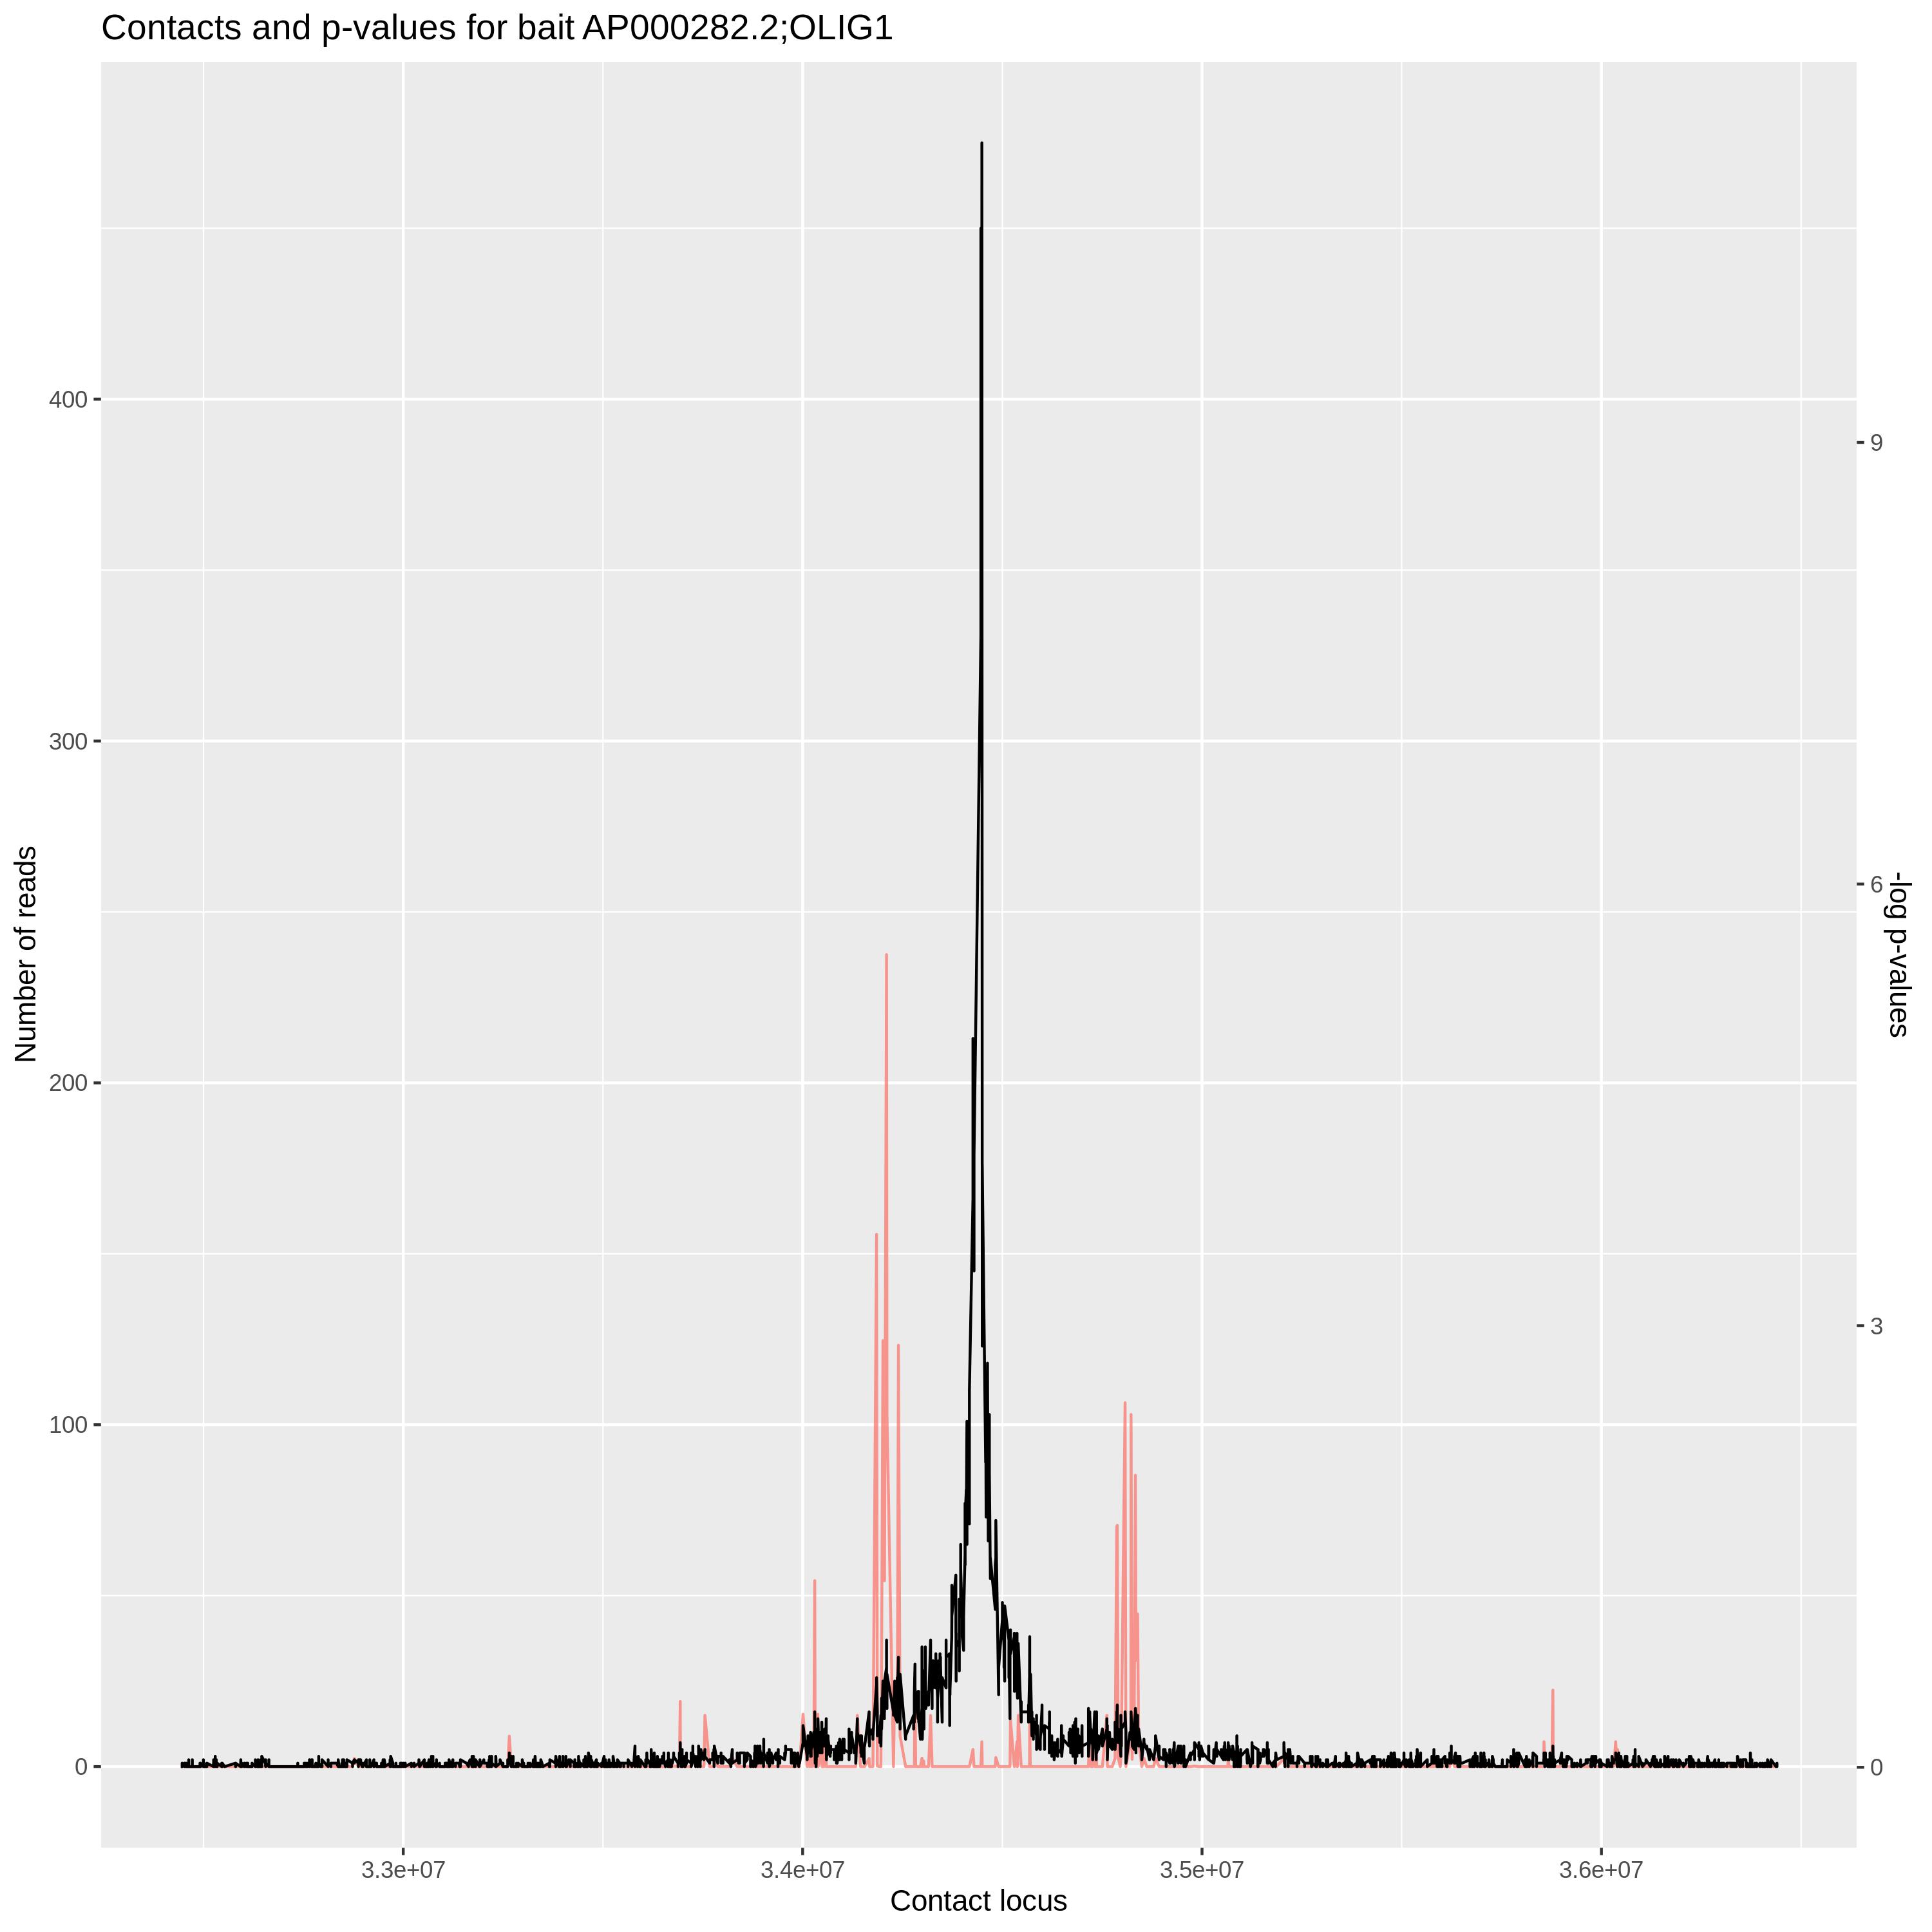 Contacts and p-values for bait AP000282.2;OLIG1
400
300
200
100
0
Number of reads
9
6
3
0
-log p-values
3.3e+07
3.4e+07
3.5e+07
3.6e+07
Contact locus